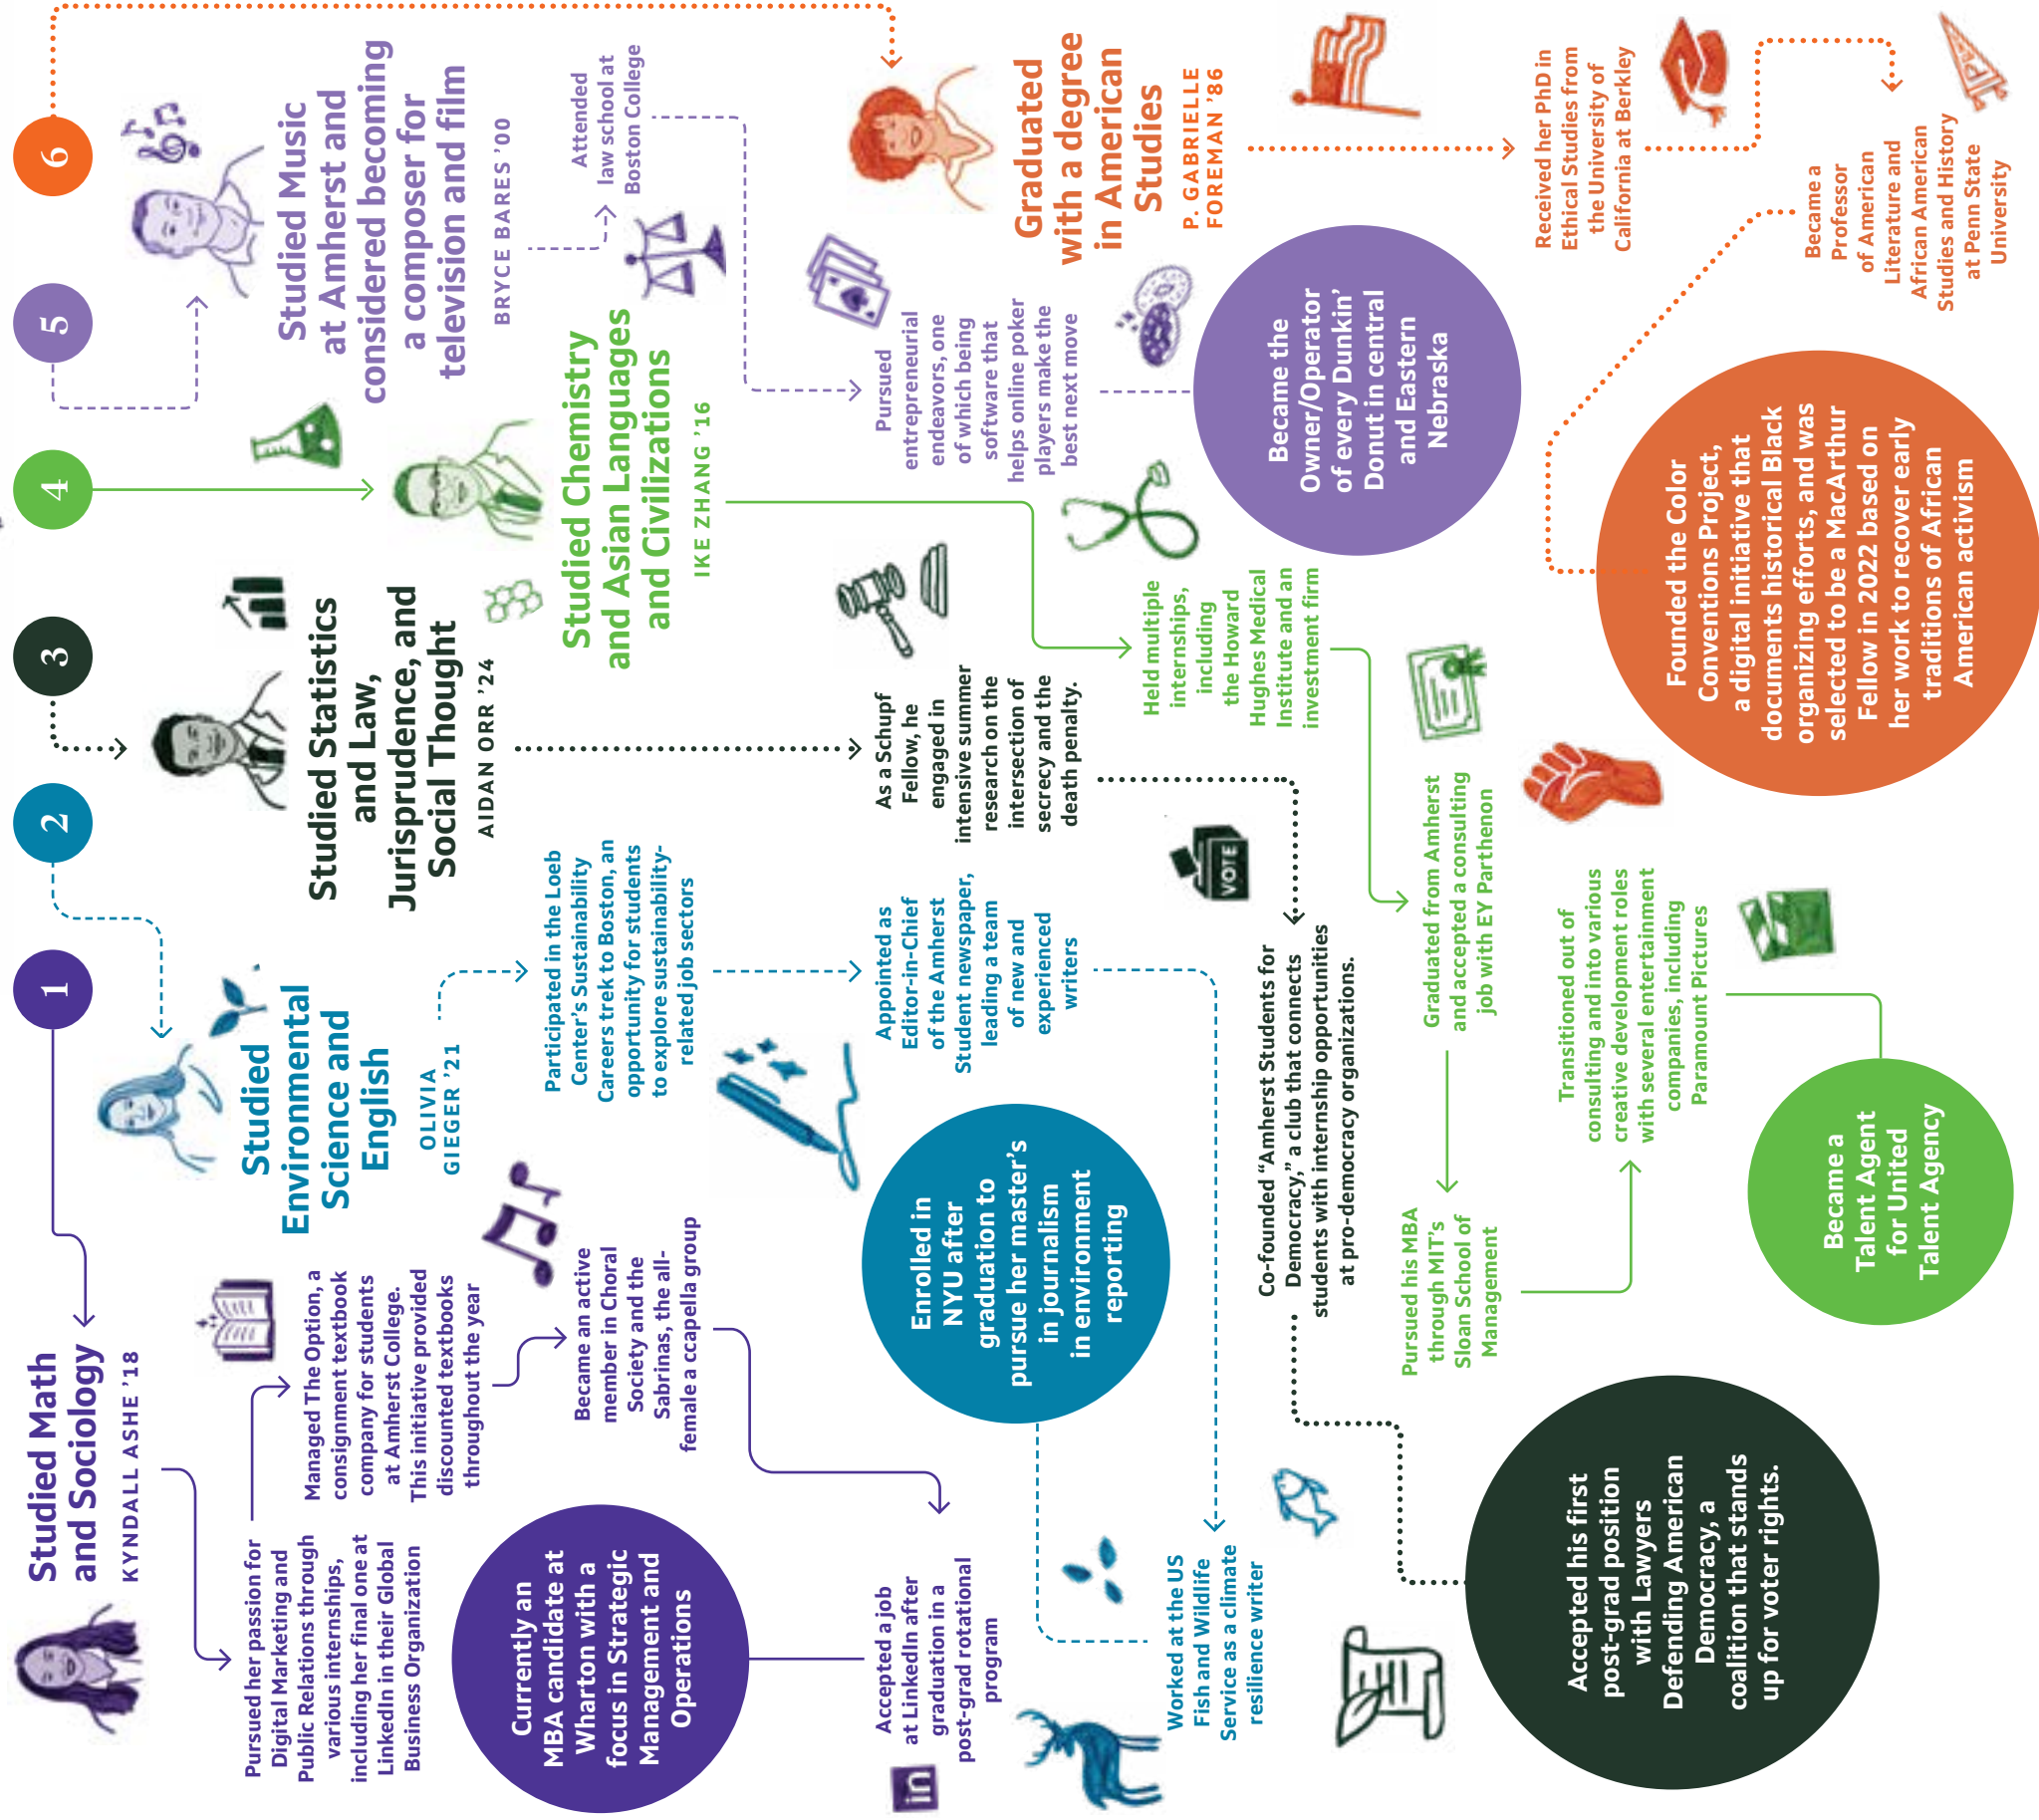 1
Studied Math
and Sociology
KYNDALL ASHE '18
Pursued her passion for
Digital Marketing and
Public Relations through
various internships,
including her final one at
LinkedIn in their Global
Business Organization
Managed The Option, a
consignment textbook
company for students
at Amherst College.
This initiative provided
discounted textbooks
throughout the year
Became an active
member in Choral
Society and the
Sabrinas, the all-
female a ccapella group
in
Accepted a job
at LinkedIn after
graduation in a
post-grad rotational
program
Currently an
MBA candidate at
Wharton with a
focus in Strategic
Management and
Operations
2
Studied
Environmental
Science and
English
OLIVIA
GIEGER '21
Participated in the Loeb
Center's Sustainability
Careers trek to Boston, an
opportunity for students
to explore sustainability-
related job sectors
Appointed as
Editor-in-Chief
of the Amherst
Student newspaper,
leading a team
of new and
experienced
writers
Worked at the US
Fish and Wildlife
Service as a climate
resilience writer
Enrolled in
NYU after
graduation to
pursue her master's
in journalism
in environment
reporting
3
Studied Statistics
and Law,
Jurisprudence, and
Social Thought
AIDAN ORR '24
As a Schupf
Fellow, he
engaged in
intensive summer
research on the
intersection of
secrecy and the
death penalty.
VOTE
Co-founded “Amherst Students for
Democracy,” a club that connects
students with internship opportunities
at pro-democracy organizations.
Accepted his first
post-grad position
with Lawyers
Defending American
Democracy, a
coalition that stands
up for voter rights.
4
Studied Chemistry
and Asian Languages
and Civilizations
IKE ZHANG '16
Held multiple
internships,
including
the Howard
Hughes Medical
Institute and an
investment firm
Graduated from Amherst
and accepted a consulting
job with EY Parthenon
Pursued his MBA
through MIT's
Sloan School of
Management
Transitioned out of
consulting and into various
creative development roles
with several entertainment
companies, including
Paramount Pictures
Became a
Talent Agent
for United
Talent Agency
5
Studied Music
at Amherst and
considered becoming
a composer for
television and film
BRYCE BARES '00
Attended
law school at
Boston College
Pursued
entrepreneurial
endeavors, one
of which being
software that
helps online poker
players make the
best next move
Became the
Owner/Operator
of every Dunkin'
Donut in central
and Eastern
Nebraska
6
Graduated
with a degree
in American
Studies
P. GABRIELLE
FOREMAN '86
Received her PhD in
Ethical Studies from
the University of
California at Berkley
Became a
Professor
of American
Literature and
African American
Studies and History
at Penn State
University
Founded the Color
Conventions Project,
a digital initiative that
documents historical Black
organizing efforts, and was
selected to be a MacArthur
Fellow in 2022 based on
her work to recover early
traditions of African
American activism